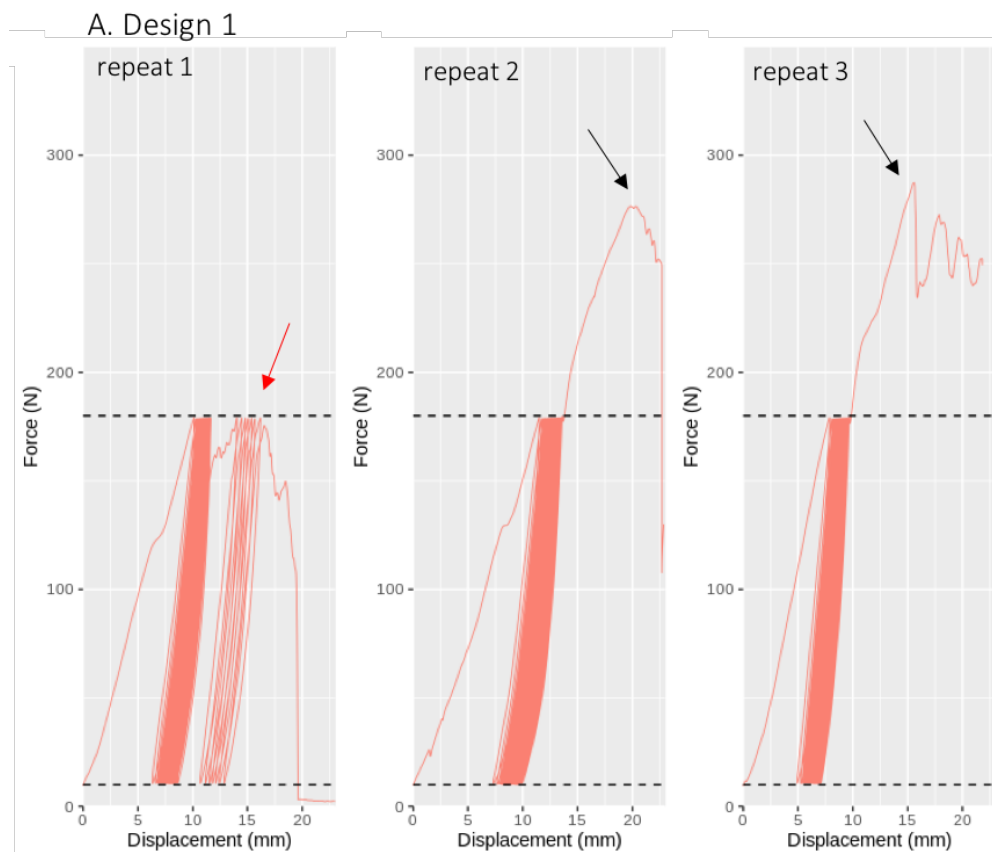 A. Design 1
repeat 1
repeat 2
repeat 3
300
200
100
0
Force (N)
0 5 10 15 20
Displacement (mm)
300
200
100
0
Force (N)
0 5 10 15 20
Displacement (mm)
300
200
100
0
Force (N)
0 5 10 15 20
Displacement (mm)